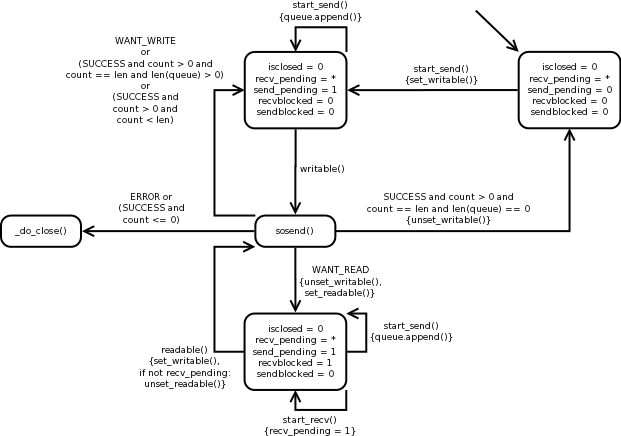 start_send()
{queue.append()}
WANT_WRITE
or
(SUCCESS and count > 0 and
count == len and len(queue) > 0)
or
(SUCCESS and
count > 0 and
count < len)
isclosed = 0
recv_pending = *
send_pending = 1
recvblocked = 0
sendblocked = 0
start_send()
{set_writable()}
isclosed = 0
recv_pending = *
send_pending = 0
recvblocked = 0
sendblocked = 0
writable()
ERROR or
(SUCCESS and
count <= 0)
SUCCESS and count > 0 and
count == len and len(queue) == 0
{unset_writable()}
_do_close()
sosend()
WANT_READ
{unset_writable(),
set_readable()}
isclosed = 0
recv_pending = *
send_pending = 1
recvblocked = 1
sendblocked = 0
start_send()
{queue.append()}
readable()
{set_writable(),
if not recv_pending:
unset_readable()}
start_recv()
{recv_pending = 1}